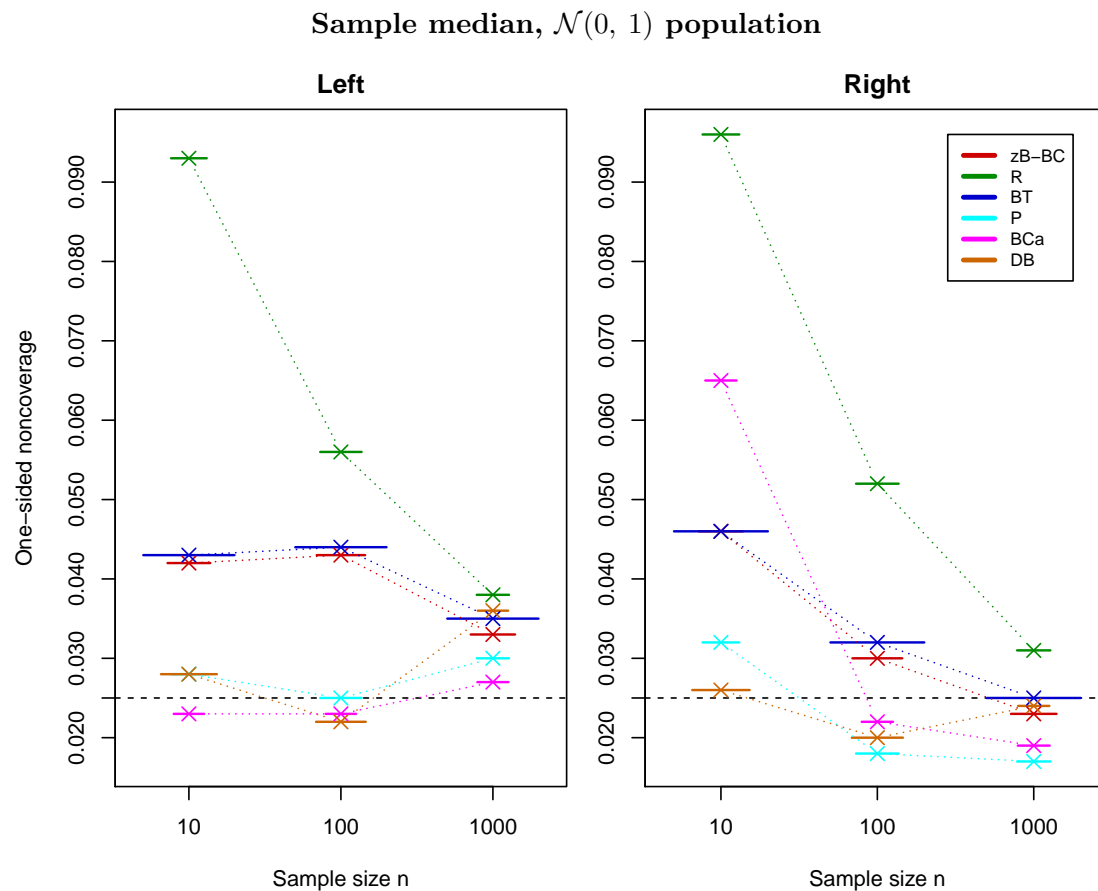 Sample median, 𝒩(0, 1) population
Left
One−sided noncoverage
0.090
0.080
0.070
0.060
0.050
0.040
0.030
0.020
10 100 1000
Sample size n
Right
zB−BC
R
BT
P
BCa
DB
0.090
0.080
0.070
0.060
0.050
0.040
0.030
0.020
10 100 1000
Sample size n